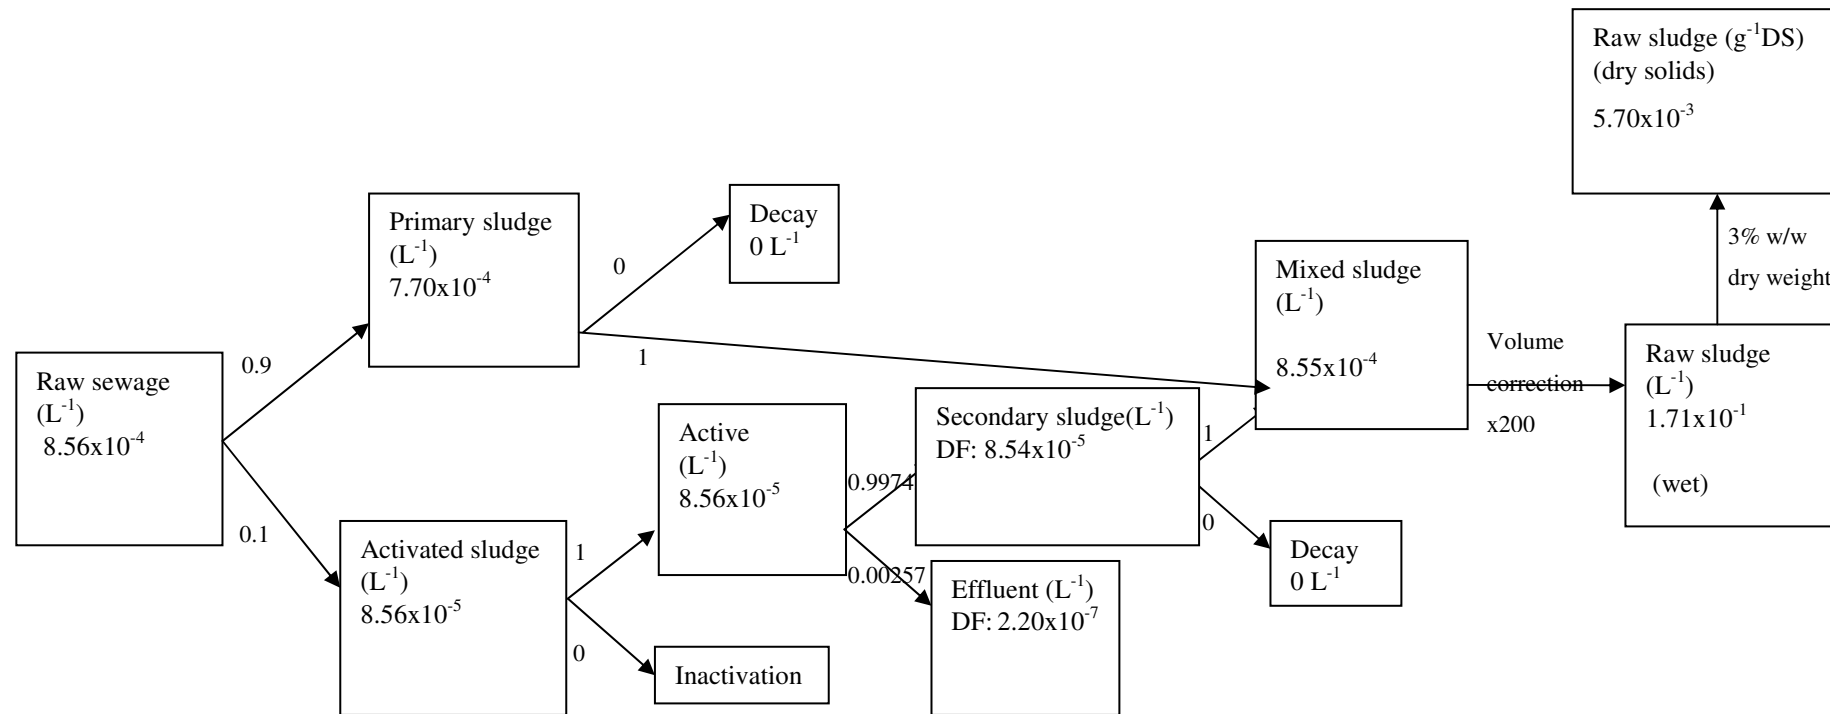 Raw sludge (g⁻¹DS)
(dry solids)
5.70x10⁻³
3% w/w
dry weight
Primary sludge
(L⁻¹)
7.70x10⁻⁴
Decay
0 L⁻¹
0
1
Mixed sludge
(L⁻¹)
8.55x10⁻⁴
Volume
correction
x200
Raw sludge
(L⁻¹)
1.71x10⁻¹
(wet)
Raw sewage
(L⁻¹)
8.56x10⁻⁴
0.9
0.1
Activated sludge
(L⁻¹)
8.56x10⁻⁵
1
0
Active
(L⁻¹)
8.56x10⁻⁵
Inactivation
0.9974
0.00257
Secondary sludge(L⁻¹)
DF: 8.54x10⁻⁵
1
0
Effluent (L⁻¹)
DF: 2.20x10⁻⁷
Decay
0 L⁻¹